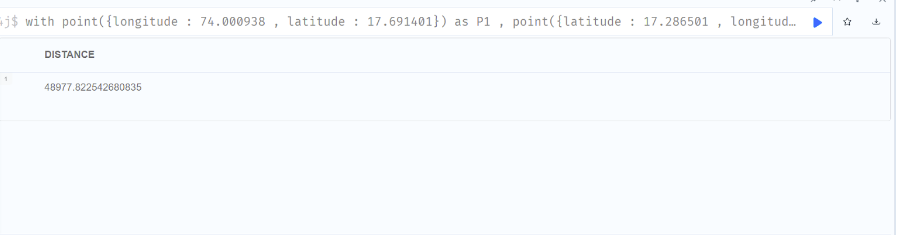 4j$ with point({longitude : 74.000938 , latitude : 17.691401}) as P1 , point({latitude : 17.286501 , longitud…
DISTANCE
1
48977.822542680835